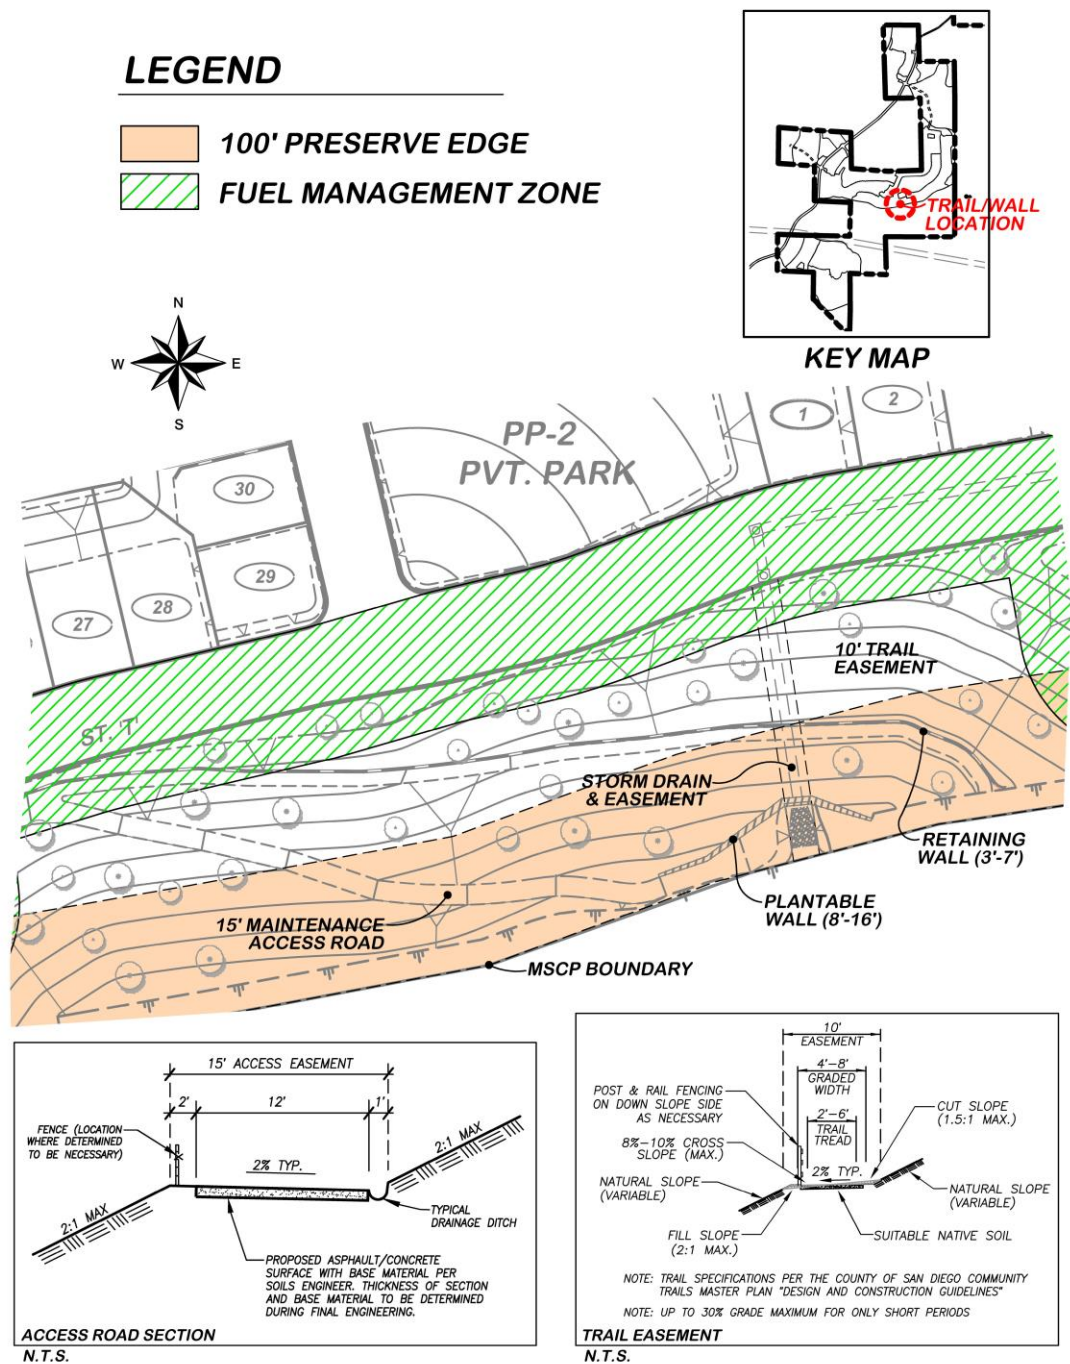 LEGEND
100' PRESERVE EDGE
FUEL MANAGEMENT ZONE
TRAIL/WALL
LOCATION
KEY MAP
N
W
E
S
PP-2
PVT. PARK
1
2
30
29
28
27
ST. 'T'
10' TRAIL
EASEMENT
STORM DRAIN
& EASEMENT
RETAINING
WALL (3'-7')
PLANTABLE
WALL (8'-16')
15' MAINTENANCE
ACCESS ROAD
MSCP BOUNDARY
15' ACCESS EASEMENT
2'
12'
1'
FENCE (LOCATION
WHERE DETERMINED
TO BE NECESSARY)
2% TYP.
2:1 MAX
2:1 MAX
TYPICAL
DRAINAGE DITCH
PROPOSED ASPHAULT/CONCRETE
SURFACE WITH BASE MATERIAL PER
SOILS ENGINEER. THICKNESS OF SECTION
AND BASE MATERIAL TO BE DETERMINED
DURING FINAL ENGINEERING.
ACCESS ROAD SECTION
N.T.S.
10'
EASEMENT
4'-8'
GRADED
WIDTH
2'-6'
TRAIL
TREAD
POST & RAIL FENCING
ON DOWN SLOPE SIDE
AS NECESSARY
8%-10% CROSS
SLOPE (MAX.)
2% TYP.
CUT SLOPE
(1.5:1 MAX.)
NATURAL SLOPE
(VARIABLE)
NATURAL SLOPE
(VARIABLE)
FILL SLOPE
(2:1 MAX.)
SUITABLE NATIVE SOIL
NOTE: TRAIL SPECIFICATIONS PER THE COUNTY OF SAN DIEGO COMMUNITY
TRAILS MASTER PLAN "DESIGN AND CONSTRUCTION GUIDELINES"
NOTE: UP TO 30% GRADE MAXIMUM FOR ONLY SHORT PERIODS
TRAIL EASEMENT
N.T.S.